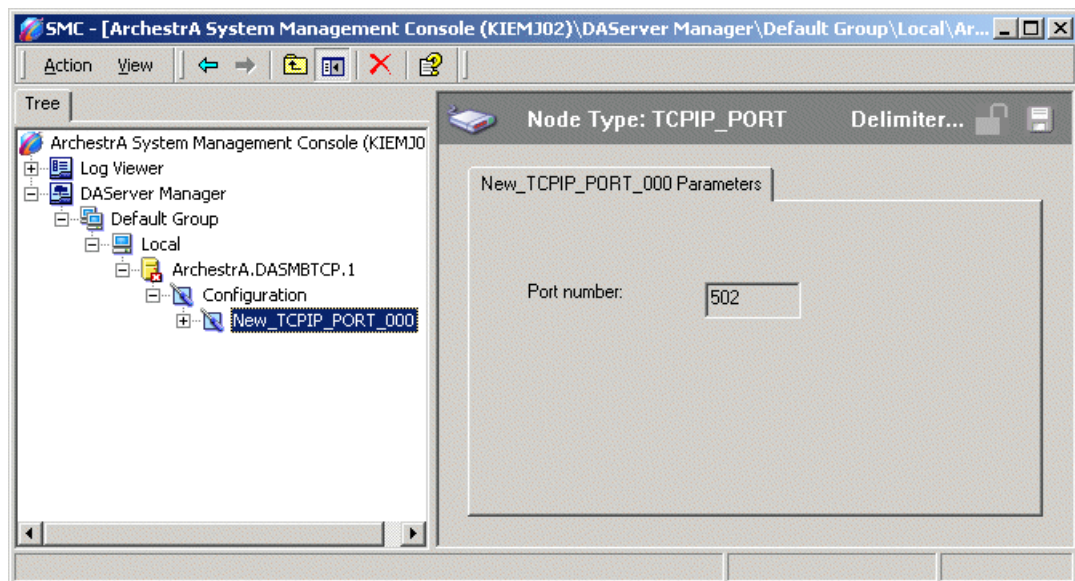 SMC - [ArchestrA System Management Console (KIEMJ02)\DAServer Manager\Default Group\Local\Ar...
Action View
Tree
ArchestrA System Management Console (KIEMJ0
Log Viewer
DAServer Manager
Default Group
Local
ArchestrA.DASMBTCP.1
Configuration
New_TCPIP_PORT_000
Node Type: TCPIP_PORT Delimiter...
New_TCPIP_PORT_000 Parameters
Port number: 502